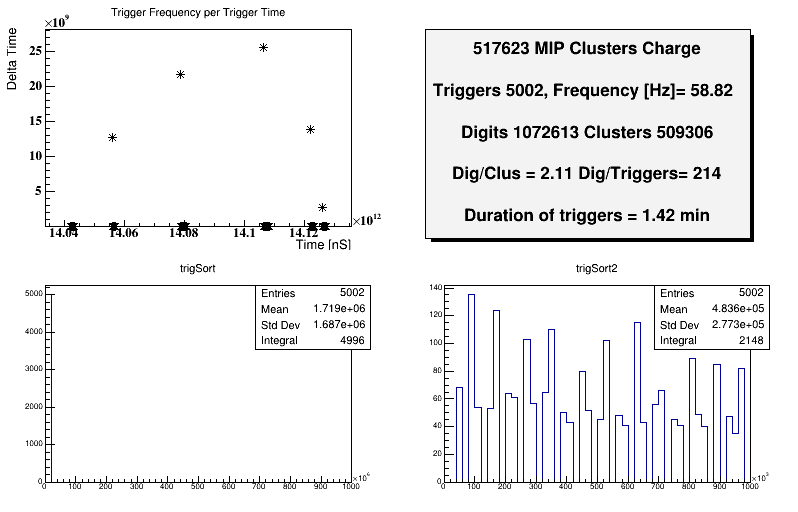 Trigger Frequency per Trigger Time
×10⁹
Delta Time
25
20
15
10
5
14.04 14.06 14.08 14.1 14.12
×10¹²
Time [nS]
517623 MIP Clusters Charge
Triggers 5002, Frequency [Hz]= 58.82
Digits 1072613 Clusters 509306
Dig/Clus = 2.11 Dig/Triggers= 214
Duration of triggers = 1.42 min
trigSort
Entries 5002
Mean 1.719e+06
Std Dev 1.687e+06
Integral 4996
5000
4000
3000
2000
1000
0
0 100 200 300 400 500 600 700 800 900 1000
×10⁶
trigSort2
Entries 5002
Mean 4.836e+05
Std Dev 2.773e+05
Integral 2148
140
120
100
80
60
40
20
0
0 100 200 300 400 500 600 700 800 900 1000
×10³